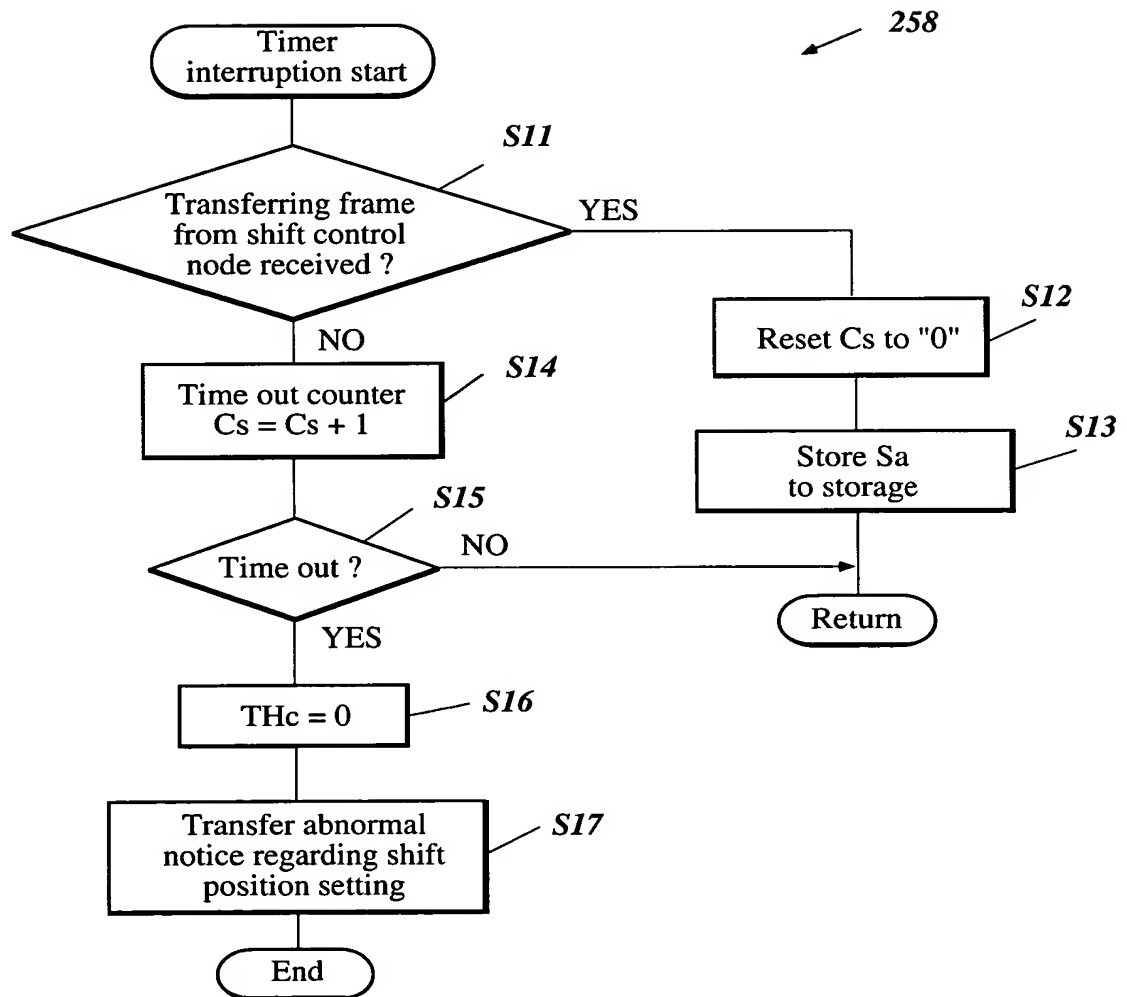 258
Timer
interruption start
S11
Transferring frame
from shift control
node received ?
YES
NO
S12
Reset Cs to "0"
S14
Time out counter
Cs = Cs + 1
S13
Store Sa
to storage
S15
Time out ?
NO
YES
Return
S16
THc = 0
S17
Transfer abnormal
notice regarding shift
position setting
End